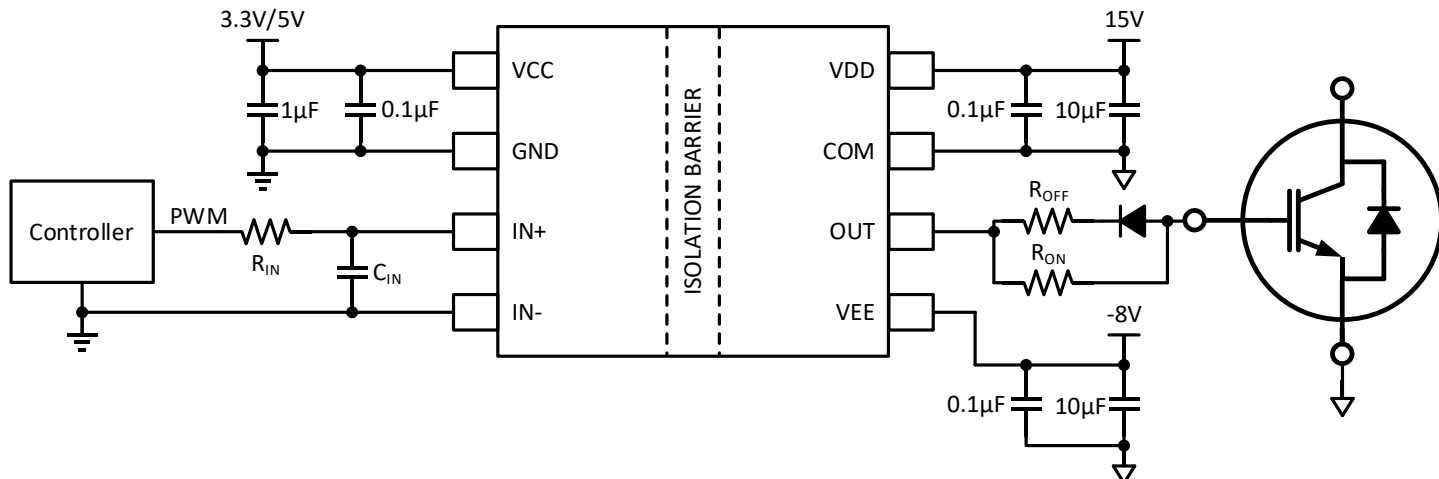 3.3V/5V
15V
VCC
VDD
1µF
0.1µF
0.1µF
10µF
GND
COM
ISOLATION BARRIER
Controller
PWM
R_IN
C_IN
IN+
OUT
R_OFF
R_ON
IN-
VEE
-8V
0.1µF
10µF